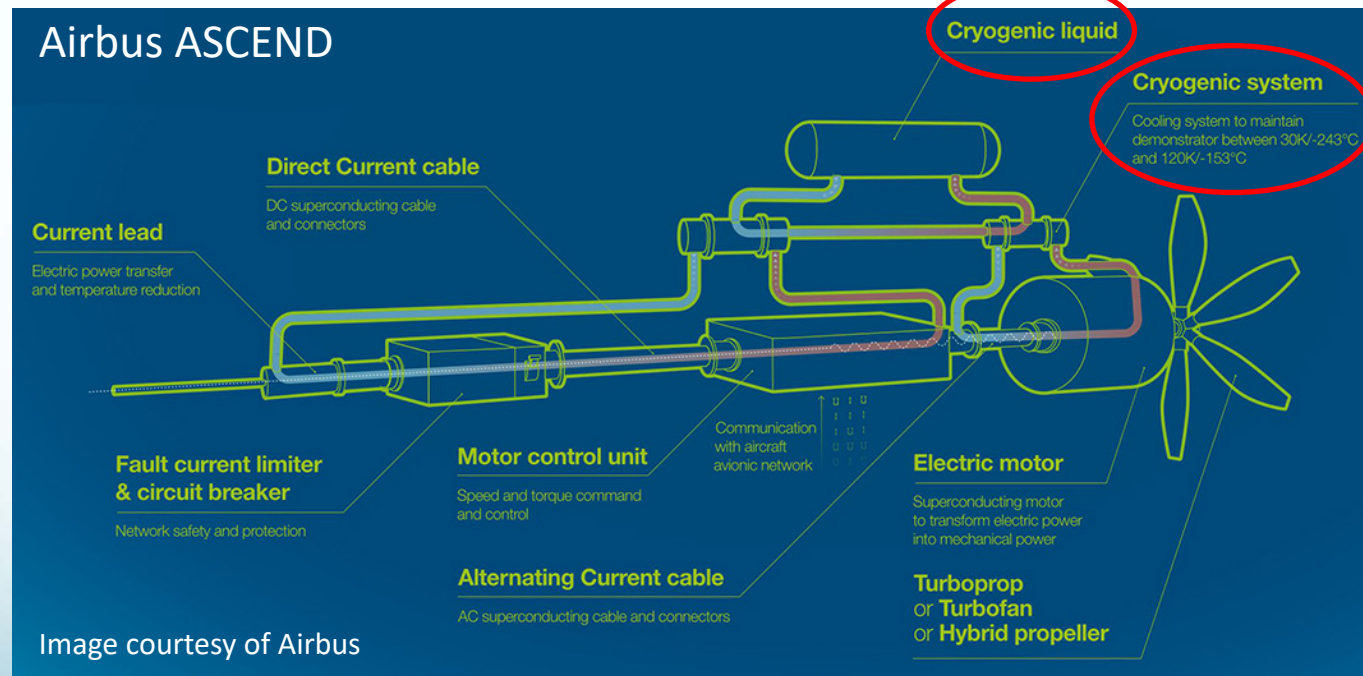 Airbus ASCEND
Cryogenic liquid
Cryogenic system
Cooling system to maintain
demonstrator between 30K/-243°C
and 120K/-153°C
Direct Current cable
DC superconducting cable
and connectors
Current lead
Electric power transfer
and temperature reduction
Fault current limiter
& circuit breaker
Network safety and protection
Motor control unit
Speed and torque command
and control
Communication
with aircraft
avionic network
Electric motor
Superconducting motor
to transform electric power
into mechanical power
Alternating Current cable
AC superconducting cable and connectors
Turboprop
or Turbofan
or Hybrid propeller
Image courtesy of Airbus